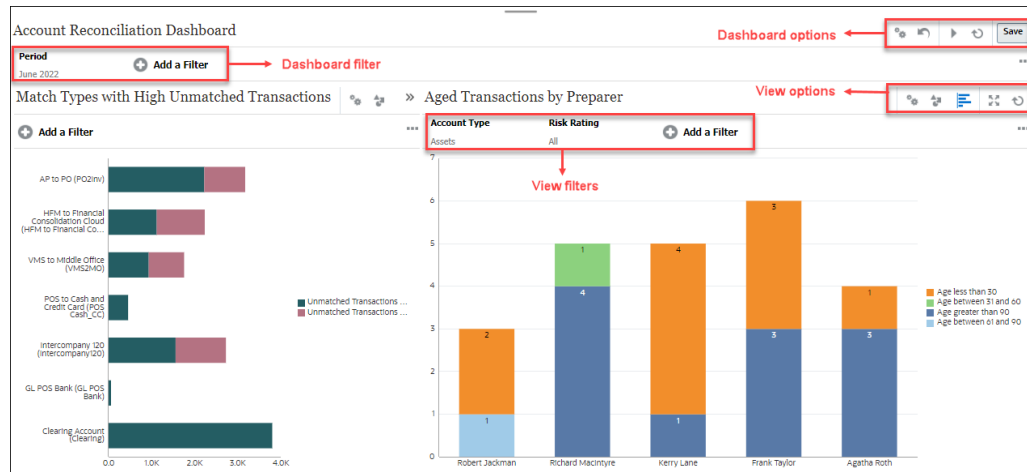 Account Reconciliation Dashboard
Dashboard options
Save
Period
June 2022
Add a Filter
Dashboard filter
View options
Match Types with High Unmatched Transactions
Add a Filter
AP to PO (PO2Inv)
HFM to Financial
Consolidation Cloud
(HFM to Financial Co...
VMS to Middle Office
(VMS2MO)
POS to Cash and
Credit Card (POS
Cash_CC)
Intercompany 120
(Intercompany120)
GL POS Bank (GL POS
Bank)
Clearing Account
(Clearing)
0.0 1.0K 2.0K 3.0K 4.0K
Unmatched Transactions ...
Unmatched Transactions ...
Aged Transactions by Preparer
Account Type
Assets
Risk Rating
All
Add a Filter
View filters
7
6
5
4
3
2
1
0
2
1
1
4
4
1
3
3
1
3
Robert Jackman
Richard MacIntyre
Kerry Lane
Frank Taylor
Agatha Roth
Age less than 30
Age between 31 and 60
Age greater than 90
Age between 61 and 90